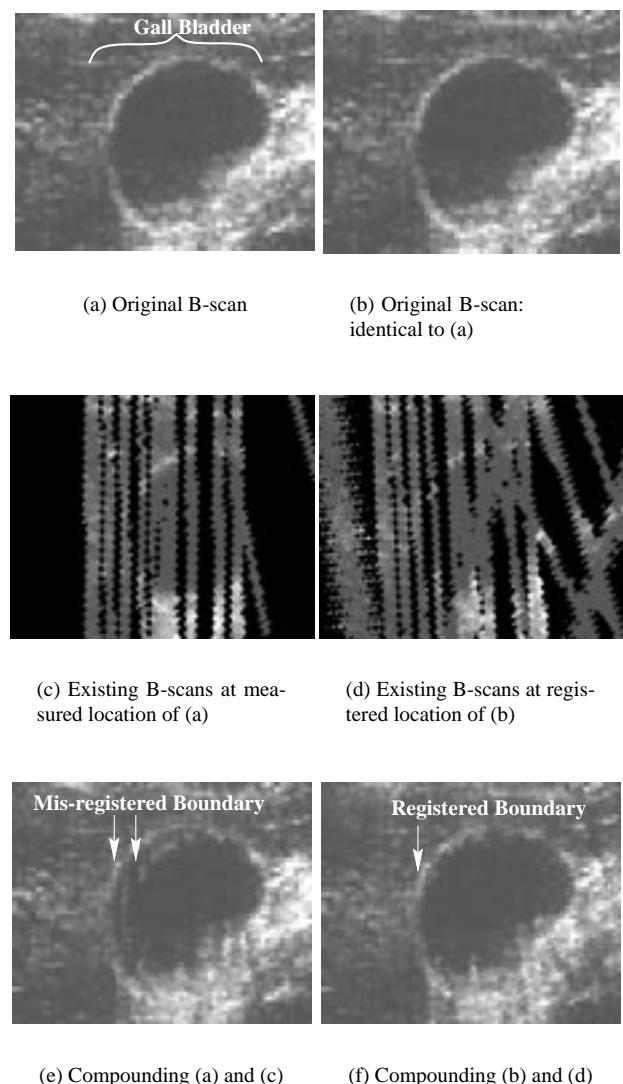 Gall Bladder
(a) Original B-scan
(b) Original B-scan:
identical to (a)
(c) Existing B-scans at mea-
sured location of (a)
(d) Existing B-scans at regis-
tered location of (b)
Mis-registered Boundary
Registered Boundary
(e) Compounding (a) and (c)
(f) Compounding (b) and (d)